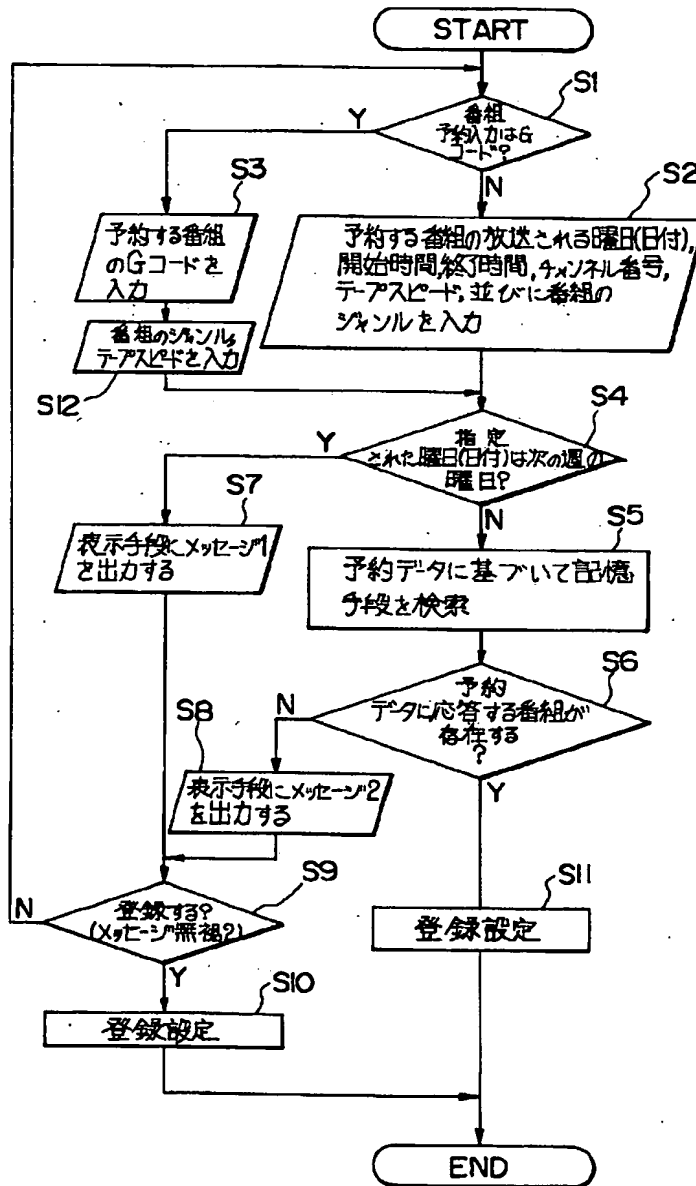 START
S1
番組
予約入力はG
コード?
Y
N
S3
予約する番組
のGコードを
入力
S2
予約する番組の放送される曜日(日付),
開始時間,終了時間,チャンネル番号,
テープスピード,並びに番組の
ジャンルを入力
番組のジャンル,
テープスピードを入力
S12
S4
指定
された曜日(日付)は次の週の
曜日?
Y
N
S7
表示手段にメッセージ1
を出力する
S5
予約データに基づいて記憶
手段を検索
S6
予約
データに応答する番組が
存在する
?
N
Y
S8
表示手段にメッセージ2
を出力する
S9
登録する?
(メッセージ無視?)
N
Y
S11
登録設定
S10
登録設定
END